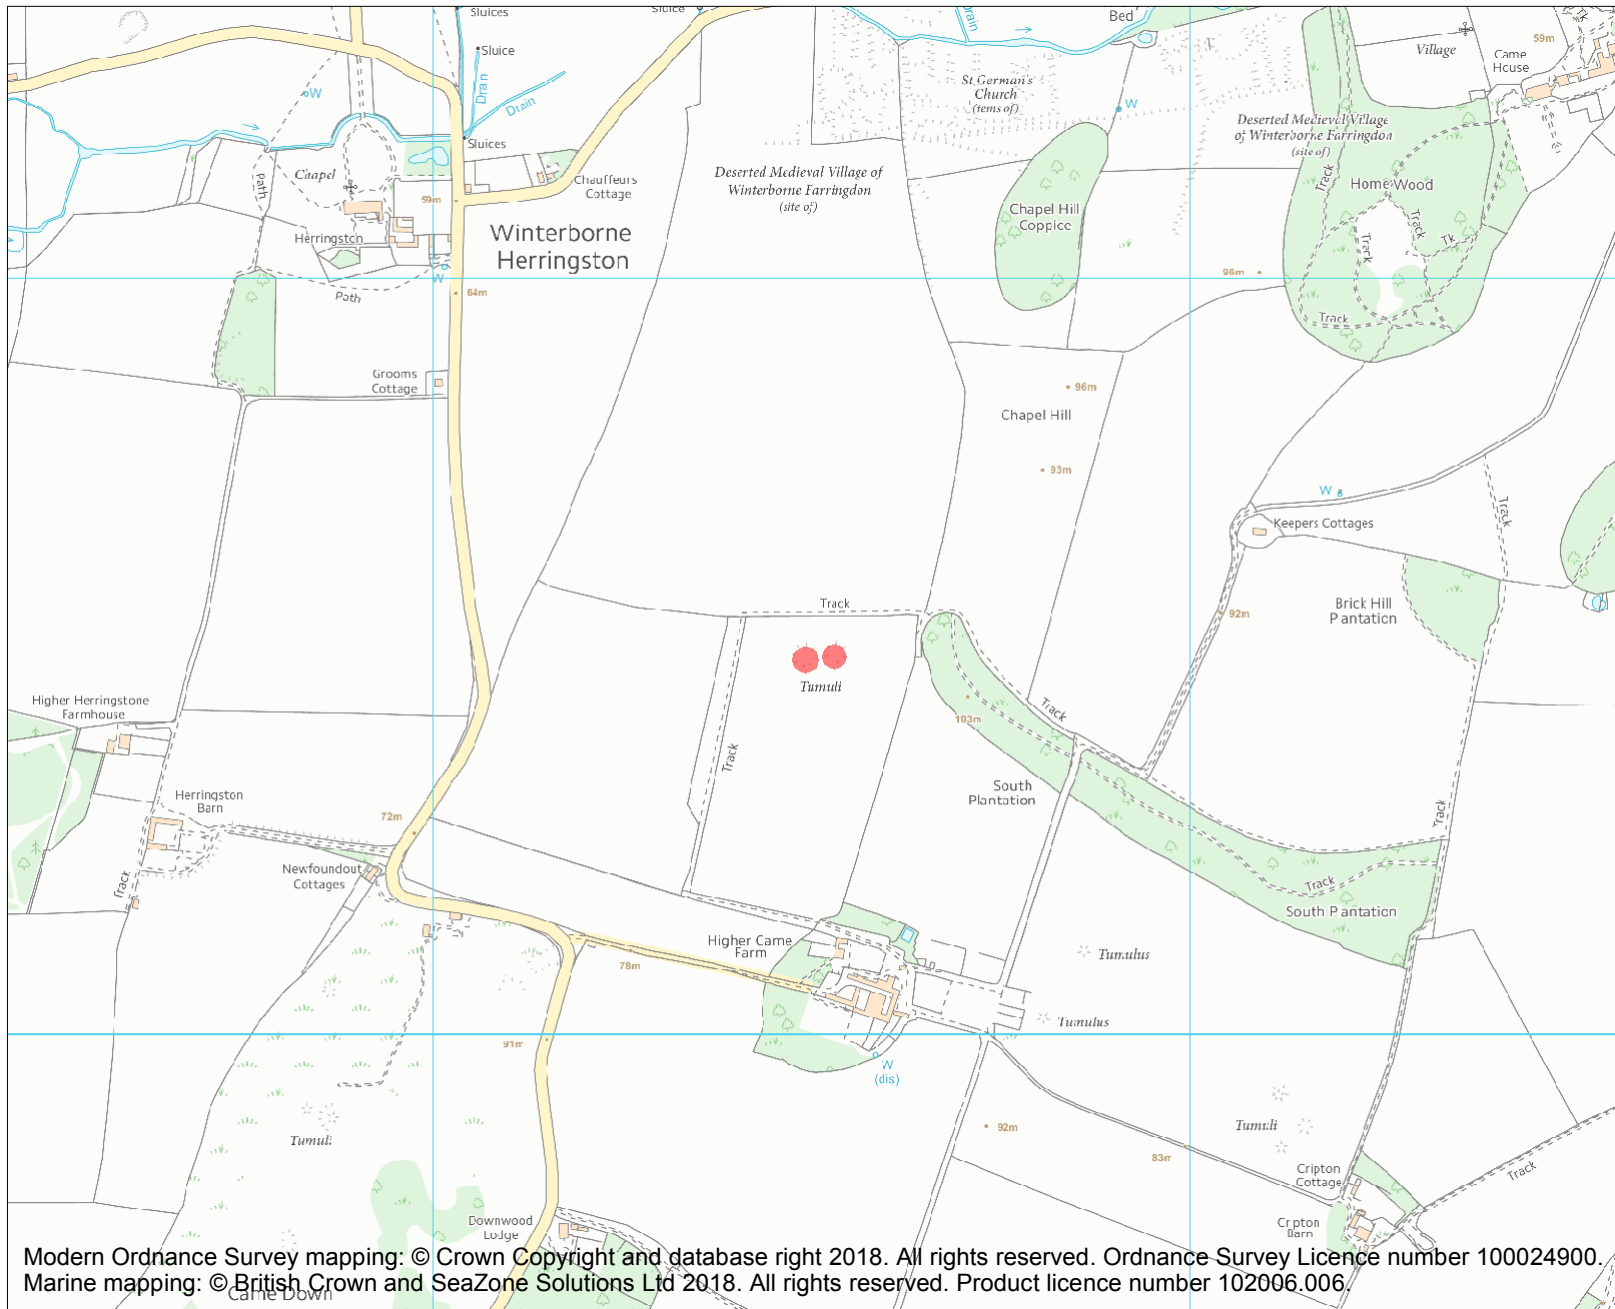 Sluices
Sluice
Bed
Drain
Village
59m
Tk
Came
House
Sluice
W
Drain
Drain
St German's
Church
(rems of)
W
Deserted Medieval Village
of Winterborne Farringdon
(site of)
Sluices
Path
Chapel
Chauffeurs
Cottage
59m
Deserted Medieval Village of
Winterborne Farringdon
(site of)
Track
Home Wood
Chapel Hill
Coppice
Track
Track
Tk
Herringston
Winterborne
Herringston
W
96m
Path
64m
Track
Grooms
Cottage
96m
Chapel Hill
93m
W
Track
Keepers Cottages
Track
Brick Hill
Plantation
92m
Tumuli
Higher Herringstone
Farmhouse
Track
103m
Track
South
Plantation
Herringston
Barn
72m
Track
Newfoundout
Cottages
Track
Track
South Plantation
Higher Came
Farm
Tumulus
78m
Tumulus
91m
W
(dis)
92m
Tumuli
Tumuli
83m
Cripton
Cottage
Track
Downwood
Lodge
Cripton
Barn
Modern Ordnance Survey mapping: © Crown Copyright and database right 2018. All rights reserved. Ordnance Survey Licence number 100024900.
Marine mapping: © British Crown and SeaZone Solutions Ltd 2018. All rights reserved. Product licence number 102006.006.
Came Down